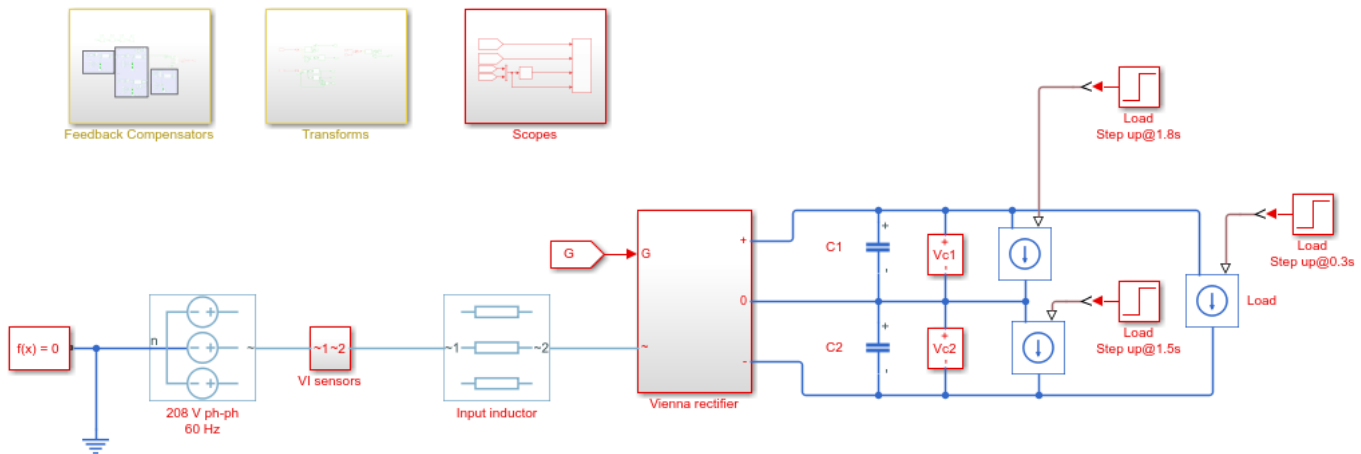 Feedback Compensators
Transforms
Scopes
Load
Step up@1.8s
Load
Step up@0.3s
G
G
+
C1
+
-
+
Vc1
-
0
Load
f(x) = 0
n
~
~1 ~2
VI sensors
~1
~2
~
C2
+
-
+
Vc2
-
-
Load
Step up@1.5s
208 V ph-ph
60 Hz
Input inductor
Vienna rectifier